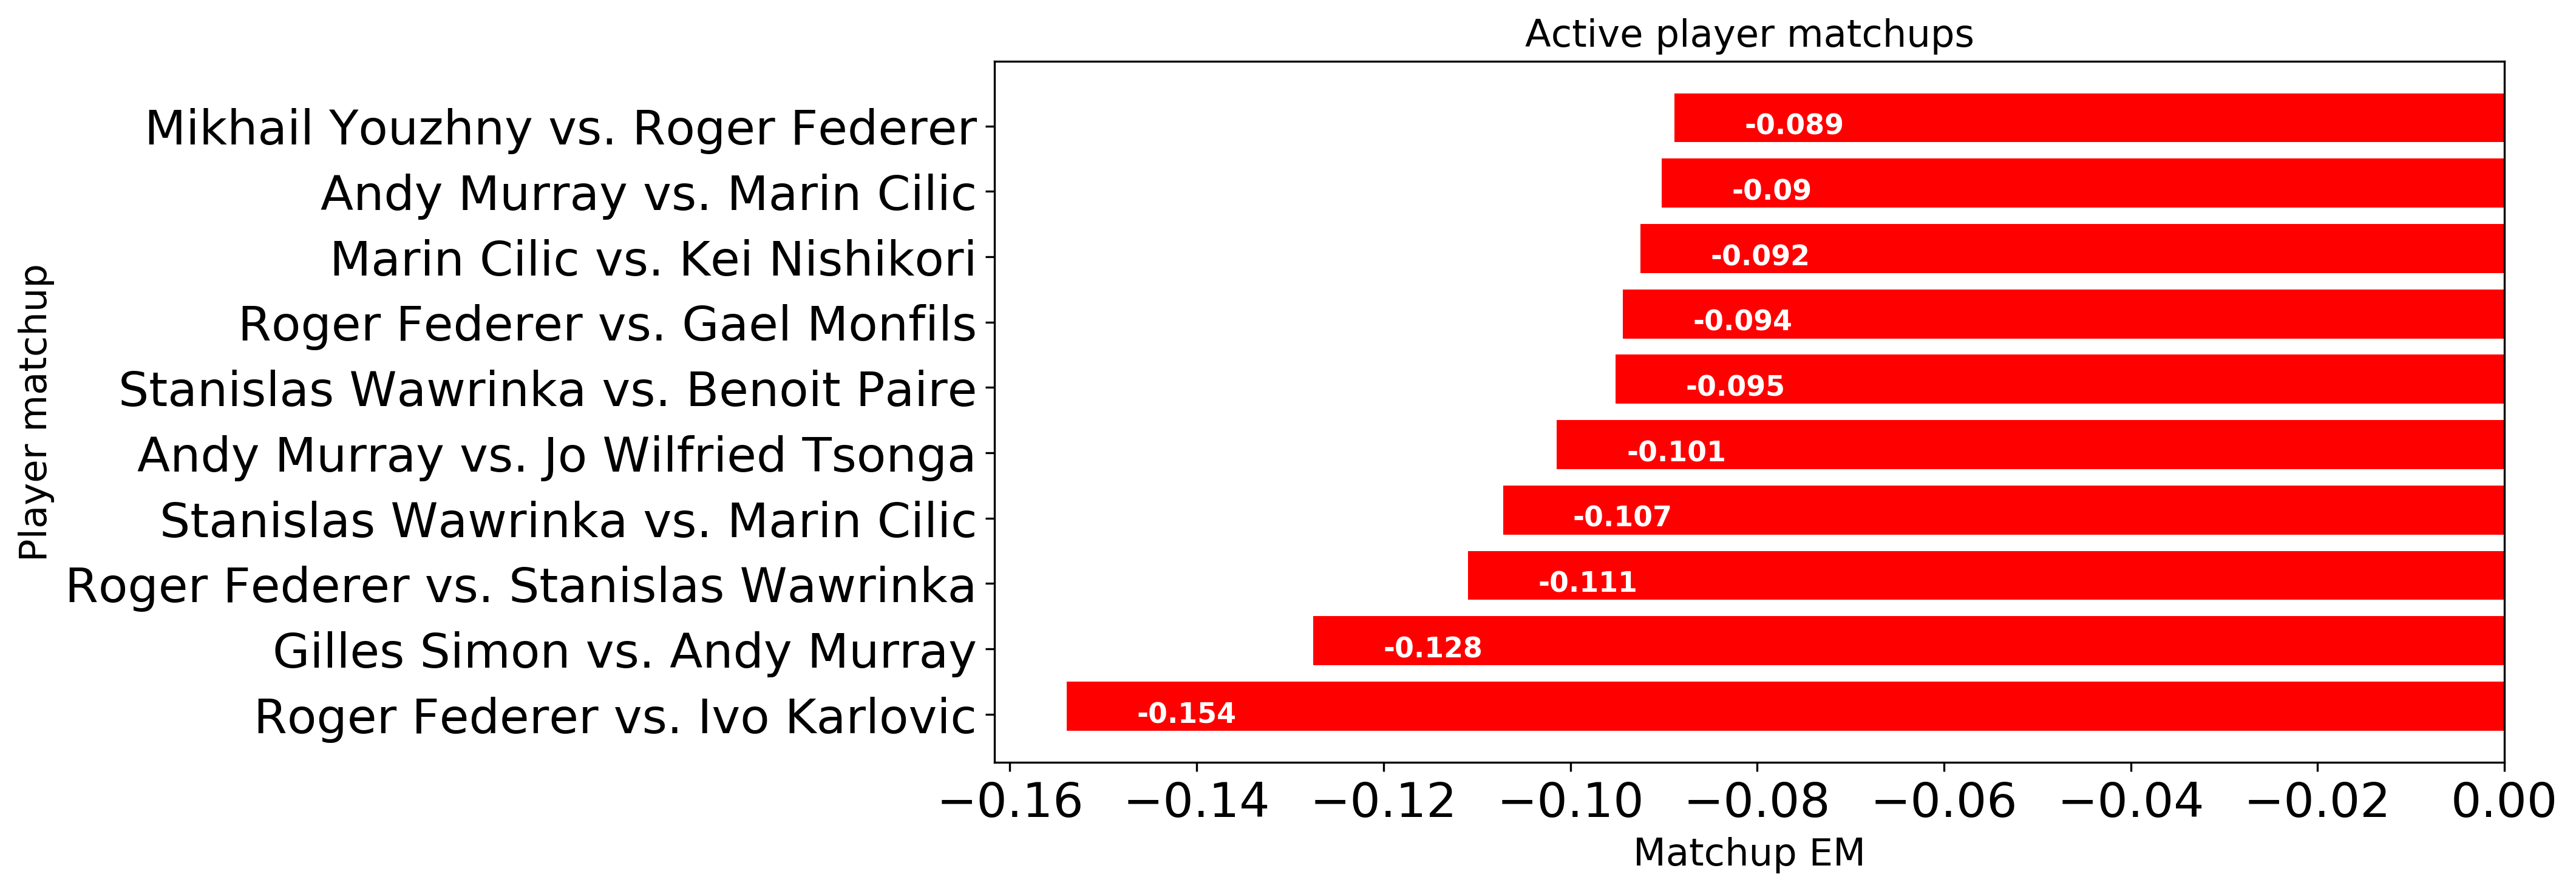 Active player matchups
Player matchup
Mikhail Youzhny vs. Roger Federer
-0.089
Andy Murray vs. Marin Cilic
-0.09
Marin Cilic vs. Kei Nishikori
-0.092
Roger Federer vs. Gael Monfils
-0.094
Stanislas Wawrinka vs. Benoit Paire
-0.095
Andy Murray vs. Jo Wilfried Tsonga
-0.101
Stanislas Wawrinka vs. Marin Cilic
-0.107
Roger Federer vs. Stanislas Wawrinka
-0.111
Gilles Simon vs. Andy Murray
-0.128
Roger Federer vs. Ivo Karlovic
-0.154
−0.16 −0.14 −0.12 −0.10 −0.08 −0.06 −0.04 −0.02 0.00
Matchup EM